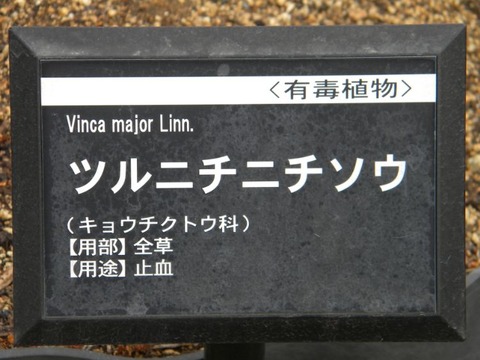 〈有毒植物〉
Vinca major Linn.
ツルニチニチソウ
(キョウチクトウ科)
【用部】全草
【用途】止血